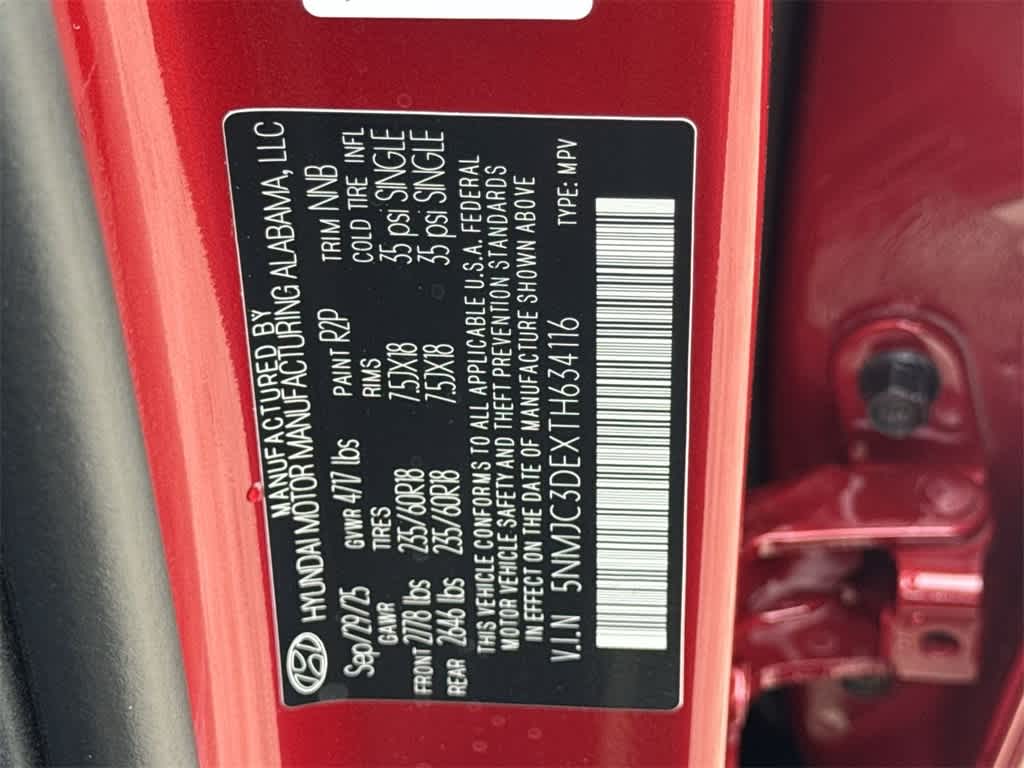 MANUFACTURED BY
HYUNDAI MOTOR MANUFACTURING ALABAMA, LLC
Sep/29/25 GVWR 4717 lbs PAINT R2P TRIM NNB
GAWR TIRES RIMS COLD TIRE INFL
FRONT 2778 lbs 235/60R18 7.5JX18 35 psi SINGLE
REAR 2646 lbs 235/60R18 7.5JX18 35 psi SINGLE
THIS VEHICLE CONFORMS TO ALL APPLICABLE U.S.A. FEDERAL
MOTOR VEHICLE SAFETY AND THEFT PREVENTION STANDARDS
IN EFFECT ON THE DATE OF MANUFACTURE SHOWN ABOVE
V.I.N 5NMJC3DEXTH634116 TYPE: MPV